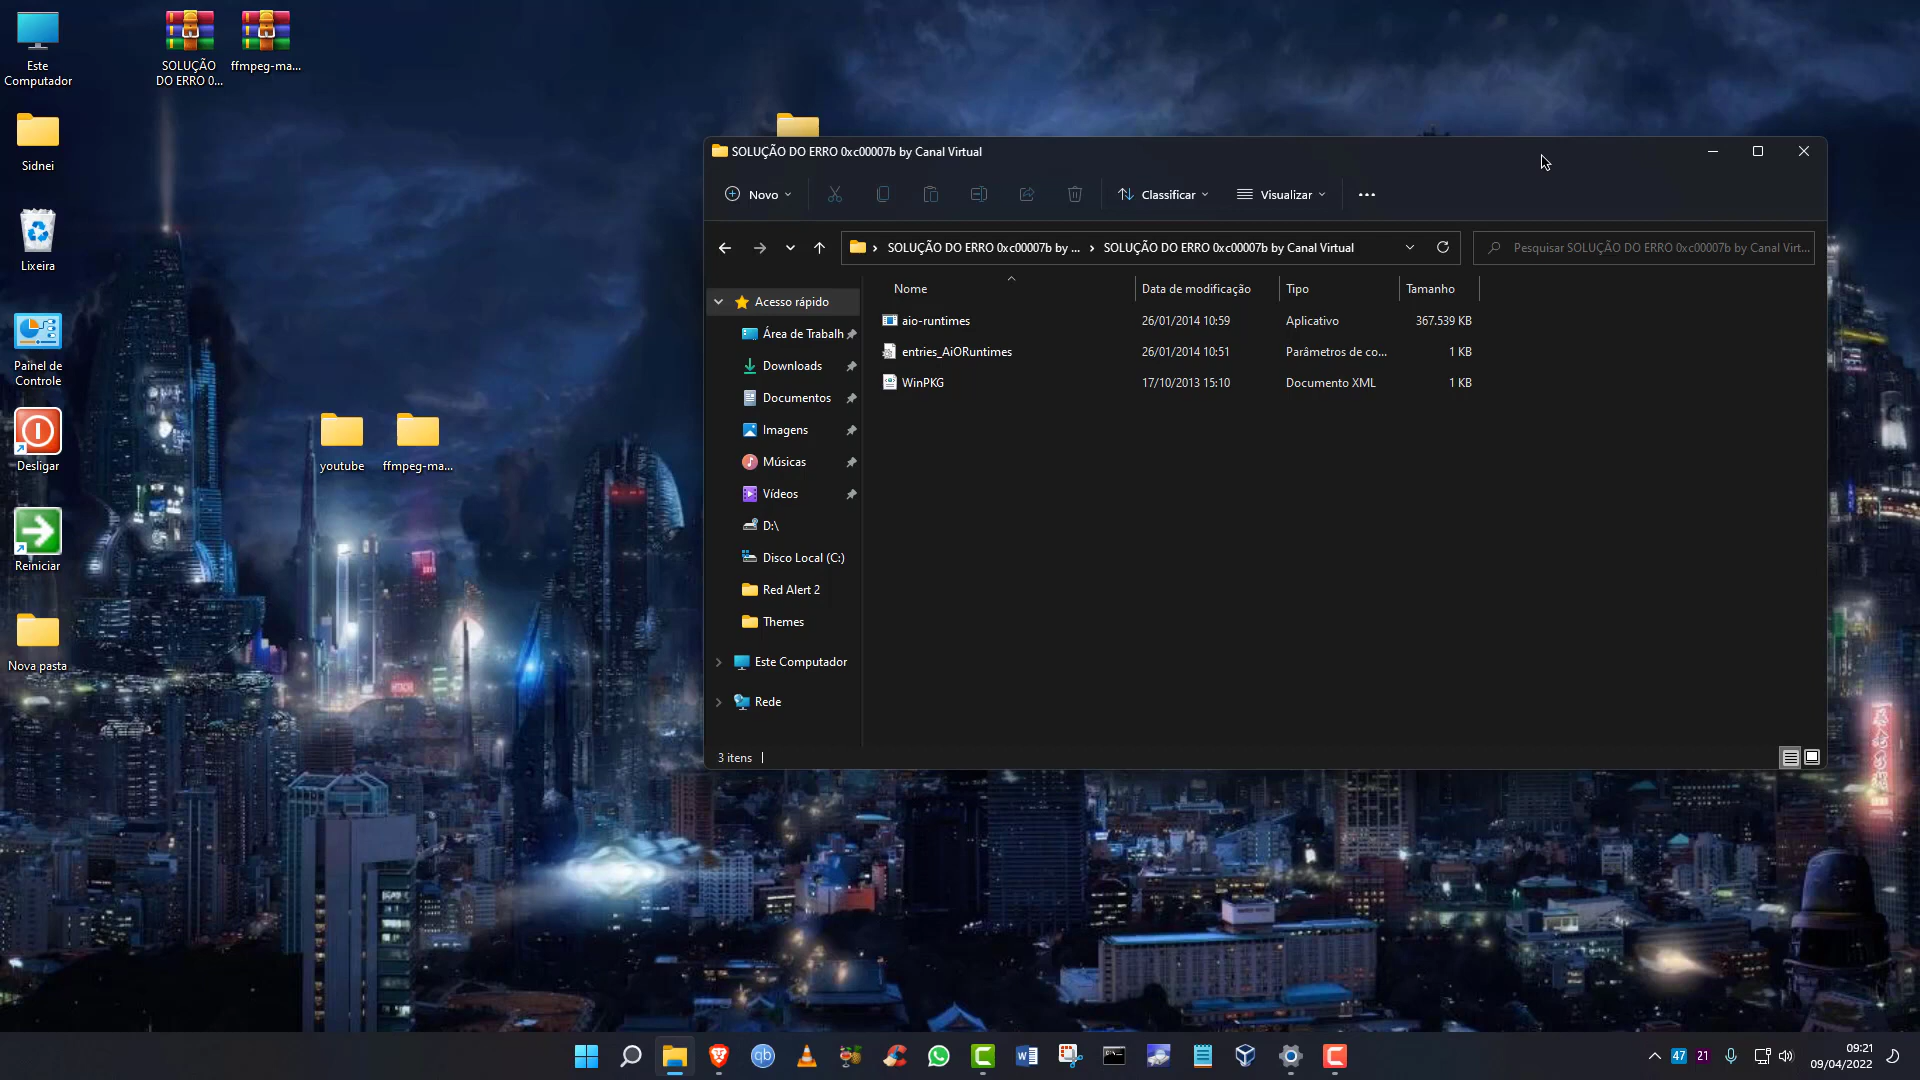 Este
Computador
SOLUÇÃO
DO ERRO 0...
ffmpeg-ma...
Sidnei
Lixeira
Painel de
Controle
Desligar
Reiniciar
Nova pasta
youtube
ffmpeg-ma...
SOLUÇÃO DO ERRO 0xc00007b by Canal Virtual
Novo
Classificar
Visualizar
SOLUÇÃO DO ERRO 0xc00007b by ... › SOLUÇÃO DO ERRO 0xc00007b by Canal Virtual
Pesquisar SOLUÇÃO DO ERRO 0xc00007b by Canal Virt...
Acesso rápido
Área de Trabalh
Downloads
Documentos
Imagens
Músicas
Vídeos
D:\
Disco Local (C:)
Red Alert 2
Themes
Este Computador
Rede
Nome Data de modificação Tipo Tamanho
aio-runtimes 26/01/2014 10:59 Aplicativo 367.539 KB
entries_AiORuntimes 26/01/2014 10:51 Parâmetros de co... 1 KB
WinPKG 17/10/2013 15:10 Documento XML 1 KB
3 itens
HITACHI
qb
47 21
09:21
09/04/2022